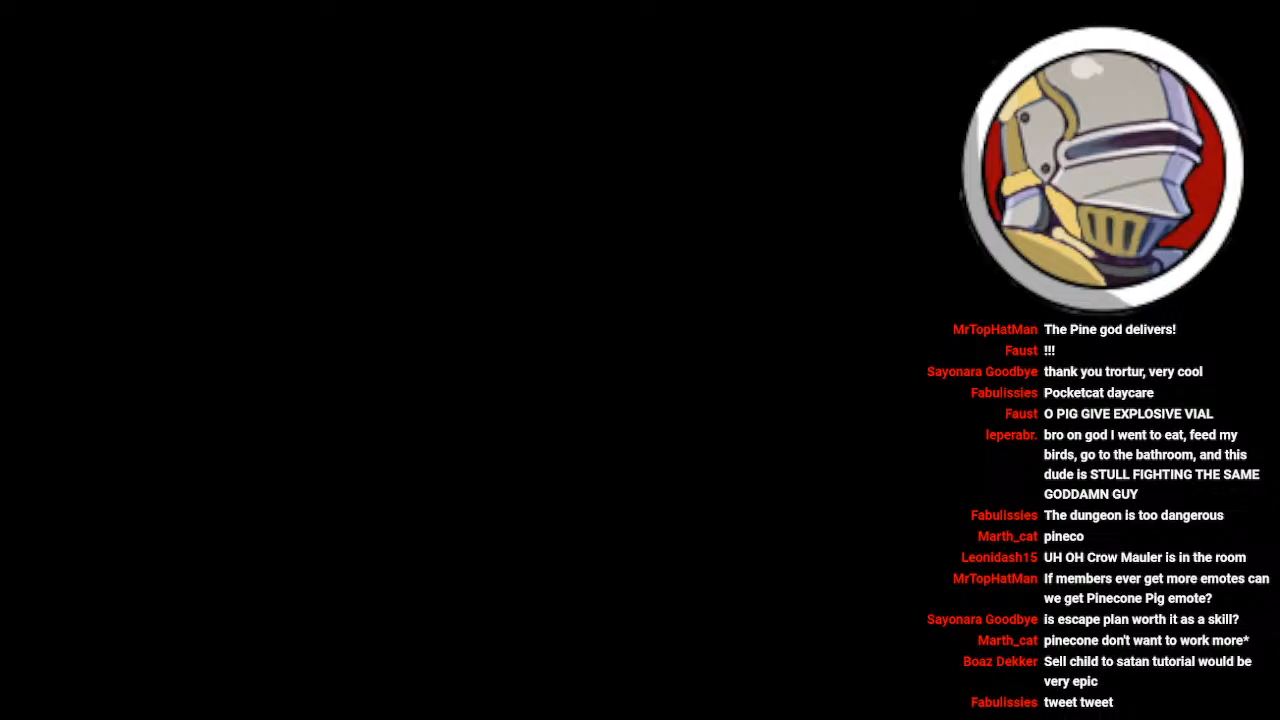 MrTopHatMan The Pine god delivers!
Faust !!!
Sayonara Goodbye thank you trortur, very cool
Fabulissies Pocketcat daycare
Faust O PIG GIVE EXPLOSIVE VIAL
leperabr. bro on god I went to eat, feed my
birds, go to the bathroom, and this
dude is STULL FIGHTING THE SAME
GODDAMN GUY
Fabulissies The dungeon is too dangerous
Marth_cat pineco
Leonidash15 UH OH Crow Mauler is in the room
MrTopHatMan If members ever get more emotes can
we get Pinecone Pig emote?
Sayonara Goodbye is escape plan worth it as a skill?
Marth_cat pinecone don't want to work more*
Boaz Dekker Sell child to satan tutorial would be
very epic
Fabulissies tweet tweet